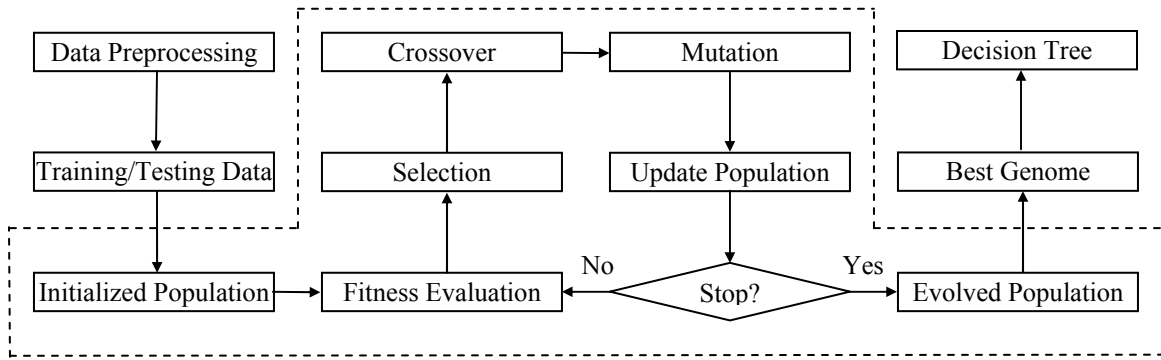 Data Preprocessing
Crossover
Mutation
Decision Tree
Training/Testing Data
Selection
Update Population
Best Genome
No
Yes
Initialized Population
Fitness Evaluation
Stop?
Evolved Population